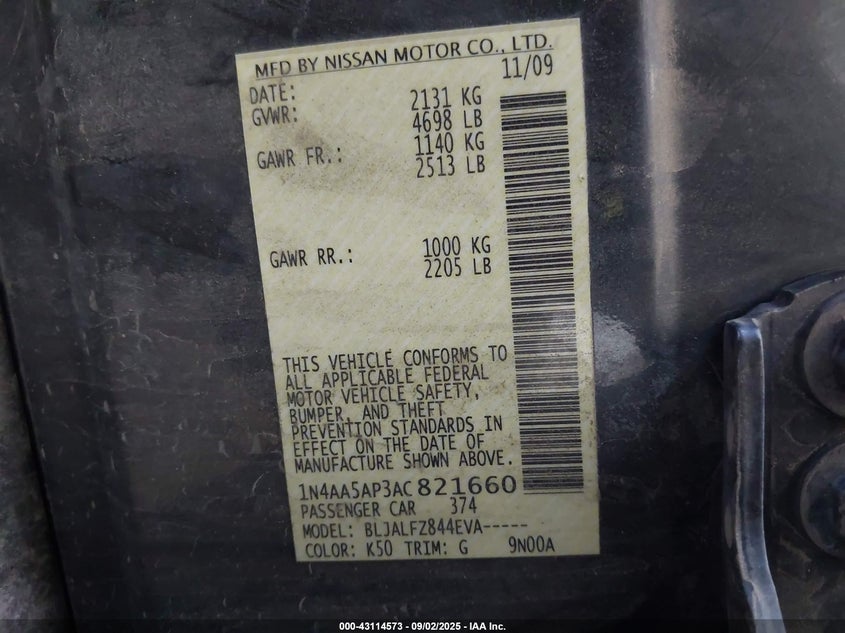 MFD BY NISSAN MOTOR CO., LTD.
DATE: 11/09
GVWR: 2131 KG
4698 LB
GAWR FR.: 1140 KG
2513 LB
GAWR RR.: 1000 KG
2205 LB
THIS VEHICLE CONFORMS TO
ALL APPLICABLE FEDERAL
MOTOR VEHICLE SAFETY,
BUMPER, AND THEFT
PREVENTION STANDARDS IN
EFFECT ON THE DATE OF
MANUFACTURE SHOWN ABOVE.
1N4AA5AP3AC821660
PASSENGER CAR 374
MODEL: BLJALFZ844EVA-----
COLOR: K50 TRIM: G 9N00A
000-43114573 - 09/02/2025 - IAA Inc.